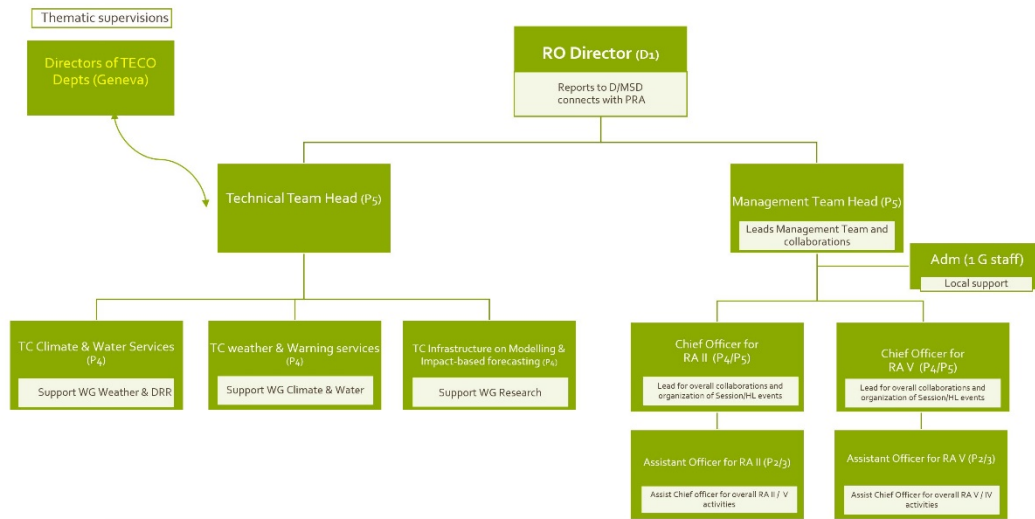 Thematic supervisions
Directors of TECO
Depts (Geneva)
RO Director (D1)
Reports to D/MSD
connects with PRA
Technical Team Head (P5)
Management Team Head (P5)
Leads Management Team and
collaborations
Adm (1 G staff)
Local support
TC Climate & Water Services
(P4)
Support WG Weather & DRR
TC weather & Warning services
(P4)
Support WG Climate & Water
TC Infrastructure on Modelling &
Impact-based forecasting (P4)
Support WG Research
Chief Officer for
RA II (P4/P5)
Lead for overall collaborations and
organization of Session/HL events
Chief Officer for
RA V (P4/P5)
Lead for overall collaborations and
organization of Session/HL events
Assistant Officer for RA II (P2/3)
Assist Chief officer for overall RA II / V
activities
Assistant Officer for RA V (P2/3)
Assist Chief Officer for overall RA V / IV
activities